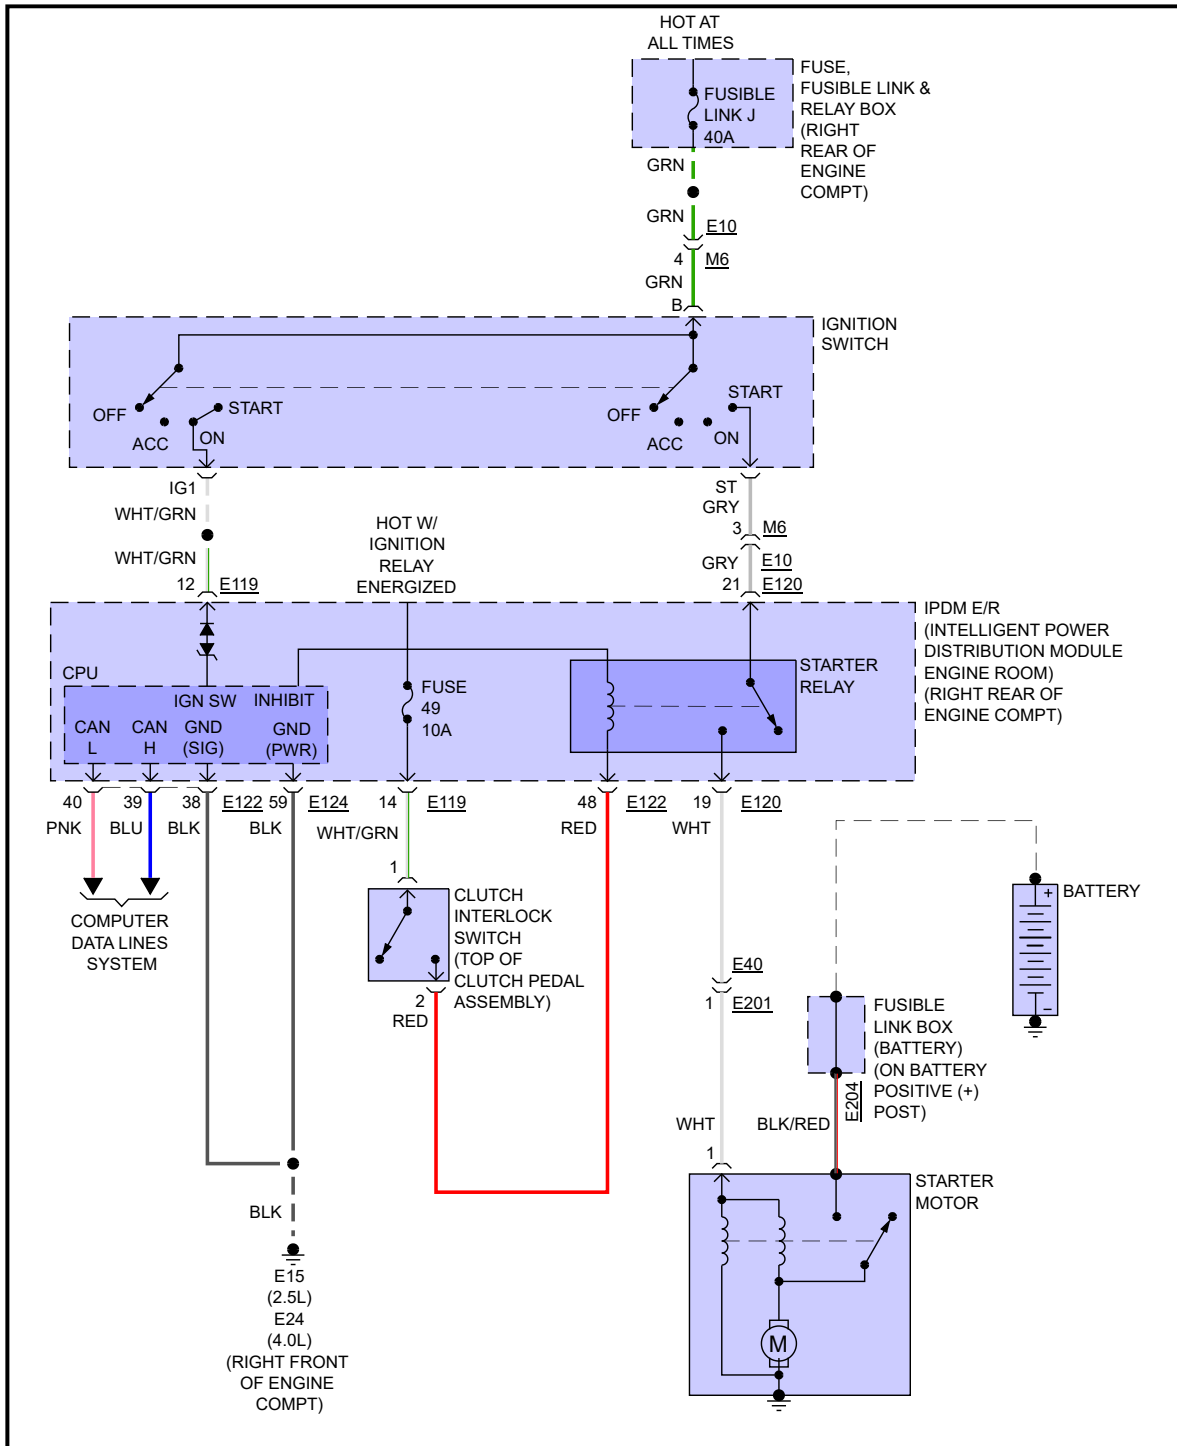 HOT AT
ALL TIMES
FUSIBLE
LINK J
40A
FUSE,
FUSIBLE LINK &
RELAY BOX
(RIGHT
REAR OF
ENGINE
COMPT)
GRN
GRN
E10
4
M6
GRN
B
IGNITION
SWITCH
OFF
ACC
ON
START
OFF
ACC
ON
START
IG1
WHT/GRN
WHT/GRN
12
E119
HOT W/
IGNITION
RELAY
ENERGIZED
ST
GRY
3
M6
GRY
E10
21
E120
IPDM E/R
(INTELLIGENT POWER
DISTRIBUTION MODULE
ENGINE ROOM)
(RIGHT REAR OF
ENGINE COMPT)
CPU
IGN SW
INHIBIT
CAN
L
CAN
H
GND
(SIG)
GND
(PWR)
FUSE
49
10A
STARTER
RELAY
40
39
38
E122
59
E124
14
E119
48
E122
19
E120
PNK
BLU
BLK
BLK
WHT/GRN
RED
WHT
COMPUTER
DATA LINES
SYSTEM
1
CLUTCH
INTERLOCK
SWITCH
(TOP OF
CLUTCH PEDAL
ASSEMBLY)
2
RED
E40
1
E201
BATTERY
+
−
FUSIBLE
LINK BOX
(BATTERY)
(ON BATTERY
POSITIVE (+)
POST)
E204
WHT
BLK/RED
1
STARTER
MOTOR
M
BLK
E15
(2.5L)
E24
(4.0L)
(RIGHT FRONT
OF ENGINE
COMPT)